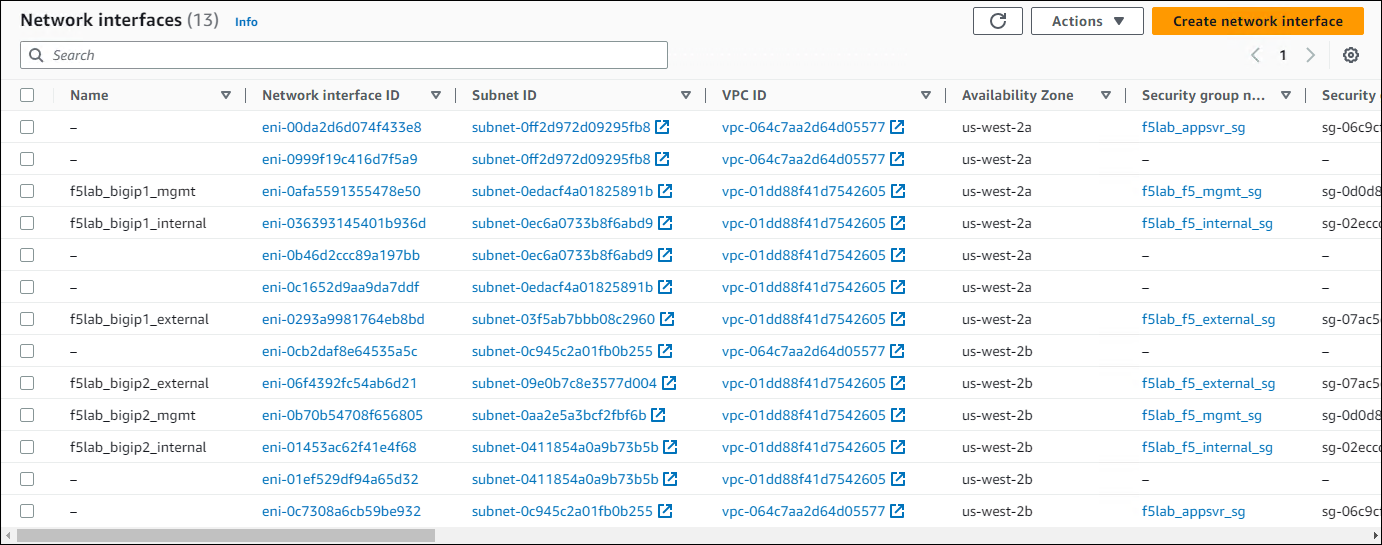 Network interfaces (13) Info Actions Create network interface
Search 1
Name Network interface ID Subnet ID VPC ID Availability Zone Security group n... Security
– eni-00da2d6d074f433e8 subnet-0ff2d972d09295fb8 vpc-064c7aa2d64d05577 us-west-2a f5lab_appsvr_sg sg-06c9cf
– eni-0999f19c416d7f5a9 subnet-0ff2d972d09295fb8 vpc-064c7aa2d64d05577 us-west-2a – –
f5lab_bigip1_mgmt eni-0afa5591355478e50 subnet-0edacf4a01825891b vpc-01dd88f41d7542605 us-west-2a f5lab_f5_mgmt_sg sg-0d0d8
f5lab_bigip1_internal eni-036393145401b936d subnet-0ec6a0733b8f6abd9 vpc-01dd88f41d7542605 us-west-2a f5lab_f5_internal_sg sg-02ecc
– eni-0b46d2ccc89a197bb subnet-0ec6a0733b8f6abd9 vpc-01dd88f41d7542605 us-west-2a – –
– eni-0c1652d9aa9da7ddf subnet-0edacf4a01825891b vpc-01dd88f41d7542605 us-west-2a – –
f5lab_bigip1_external eni-0293a9981764eb8bd subnet-03f5ab7bbb08c2960 vpc-01dd88f41d7542605 us-west-2a f5lab_f5_external_sg sg-07ac5
– eni-0cb2daf8e64535a5c subnet-0c945c2a01fb0b255 vpc-064c7aa2d64d05577 us-west-2b – –
f5lab_bigip2_external eni-06f4392fc54ab6d21 subnet-09e0b7c8e3577d004 vpc-01dd88f41d7542605 us-west-2b f5lab_f5_external_sg sg-07ac5
f5lab_bigip2_mgmt eni-0b70b54708f656805 subnet-0aa2e5a3bcf2fbf6b vpc-01dd88f41d7542605 us-west-2b f5lab_f5_mgmt_sg sg-0d0d8
f5lab_bigip2_internal eni-01453ac62f41e4f68 subnet-0411854a0a9b73b5b vpc-01dd88f41d7542605 us-west-2b f5lab_f5_internal_sg sg-02ecc
– eni-01ef529df94a65d32 subnet-0411854a0a9b73b5b vpc-01dd88f41d7542605 us-west-2b – –
– eni-0c7308a6cb59be932 subnet-0c945c2a01fb0b255 vpc-064c7aa2d64d05577 us-west-2b f5lab_appsvr_sg sg-06c9cf